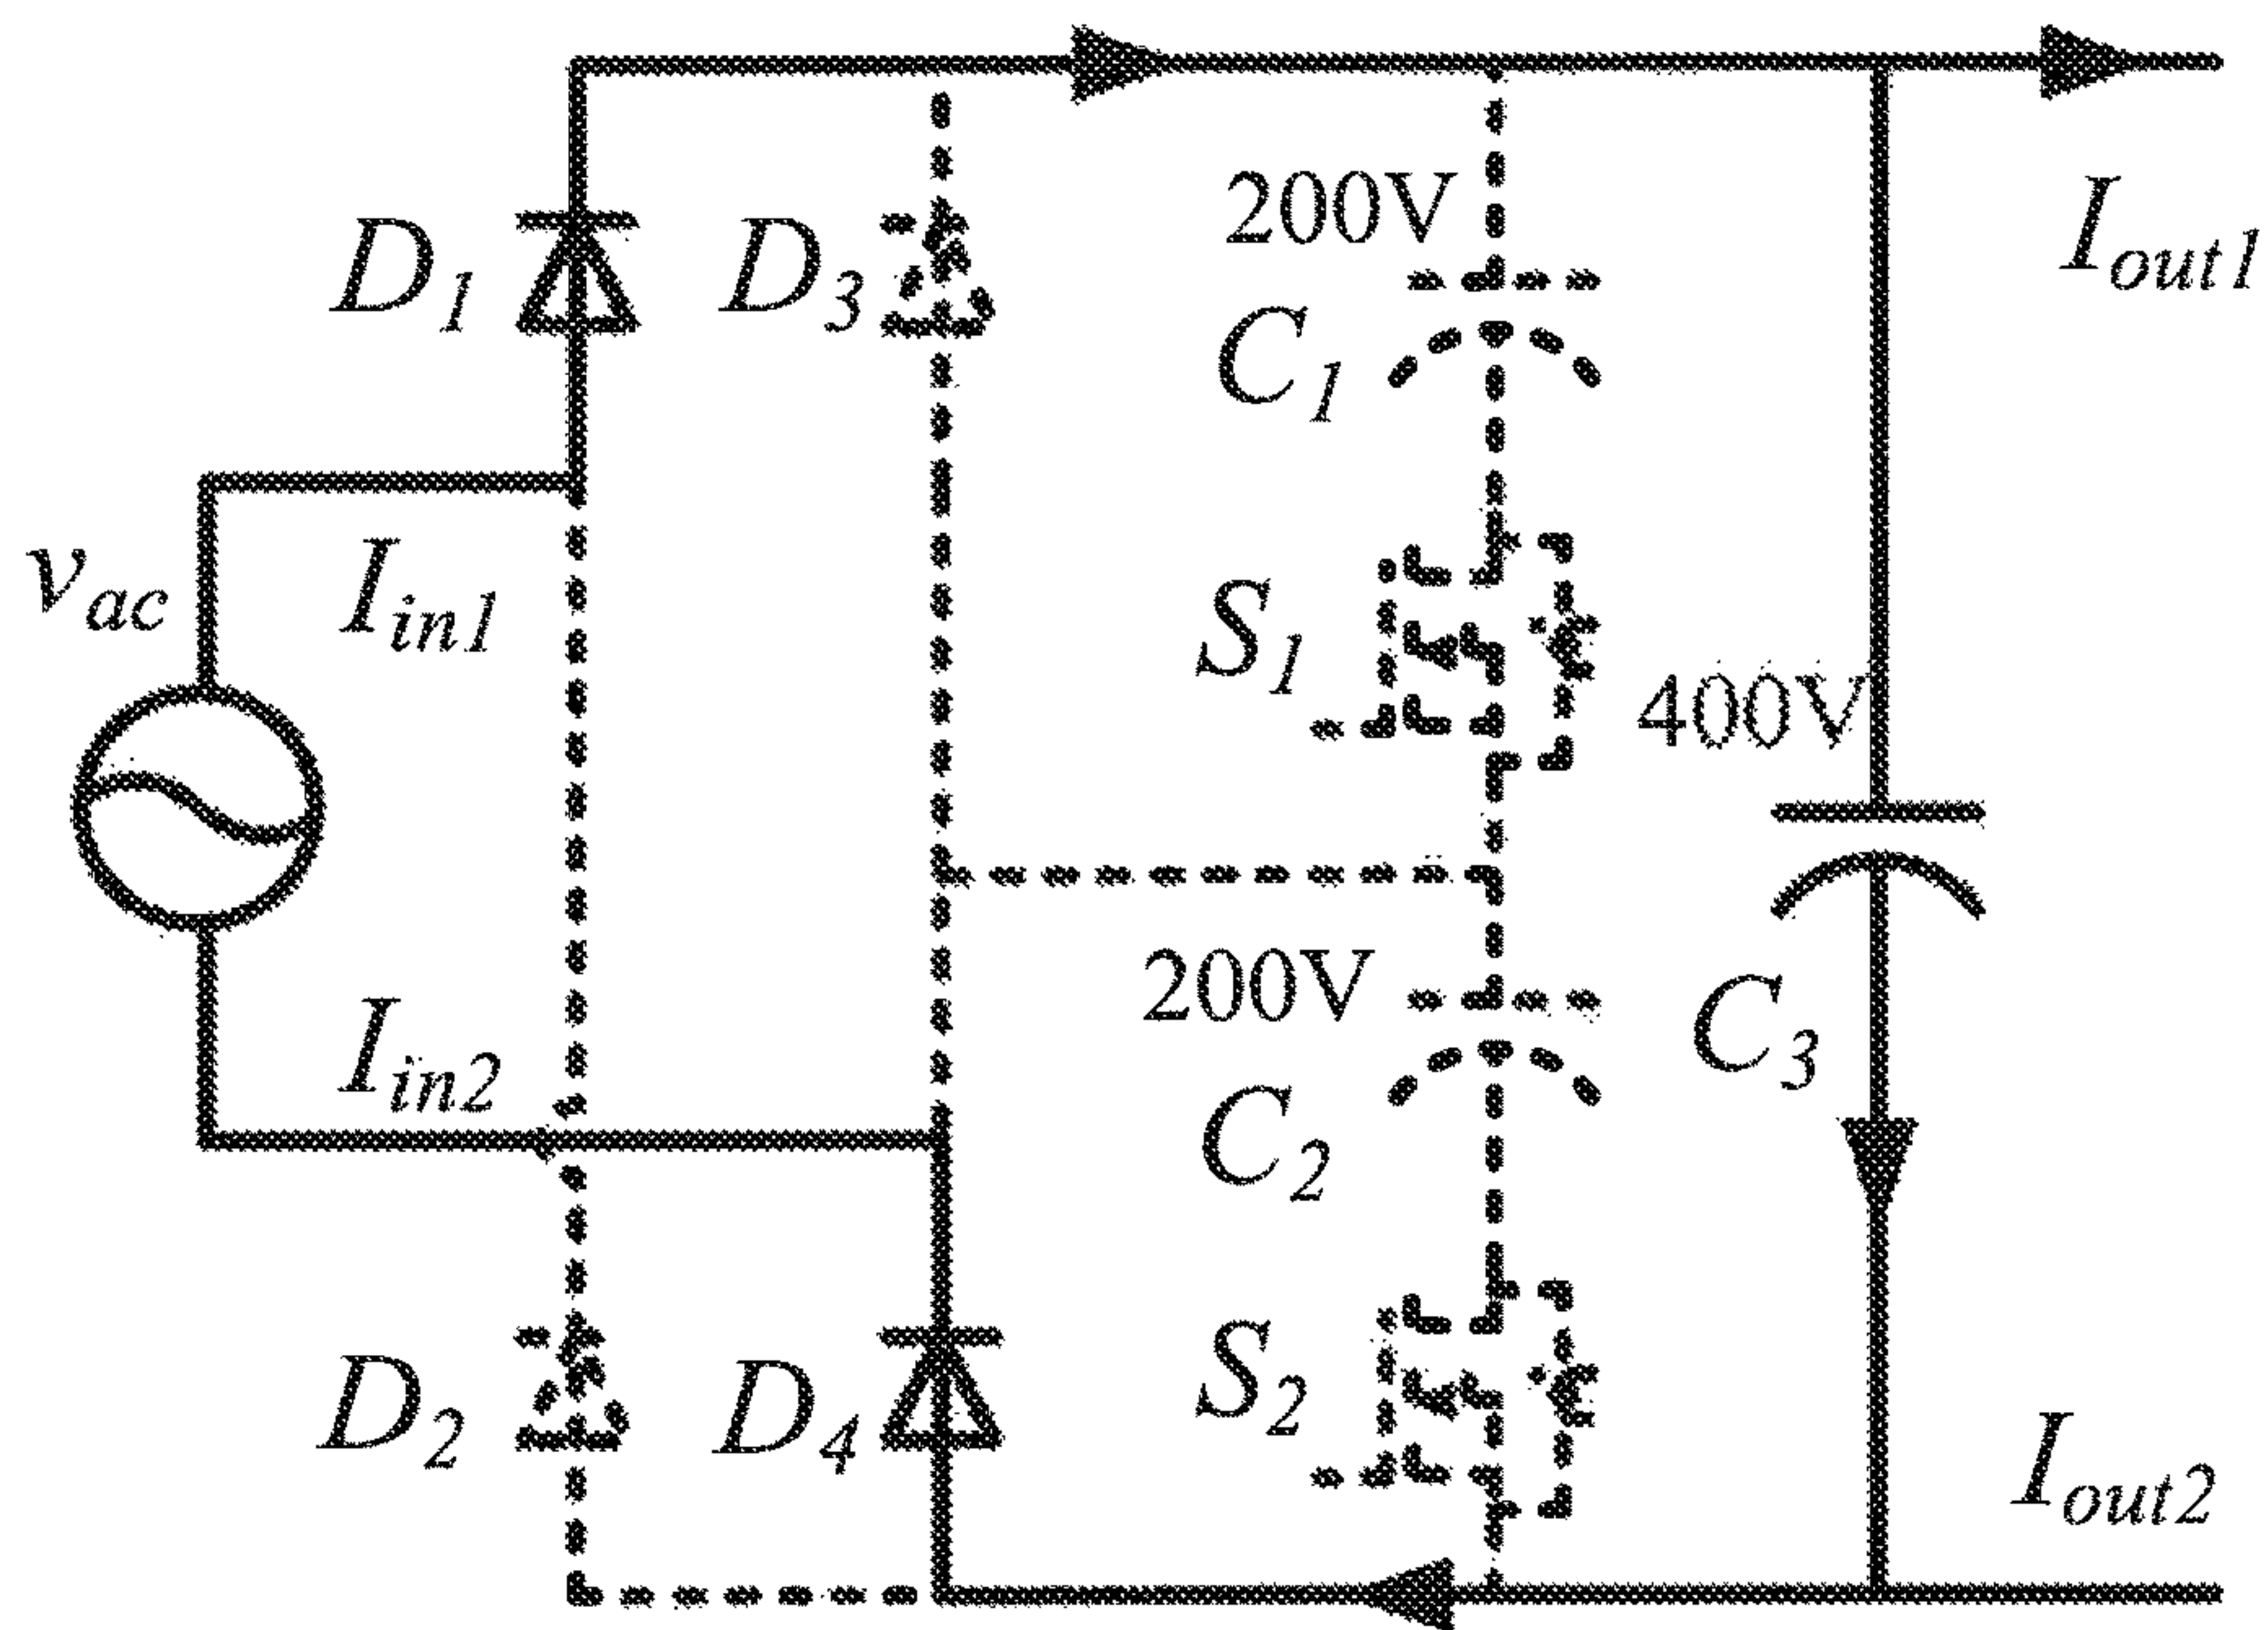 D1
D3
200V
C1
Iout1
vac
Iin1
S1
400V
Iin2
200V
C2
C3
D2
D4
S2
Iout2